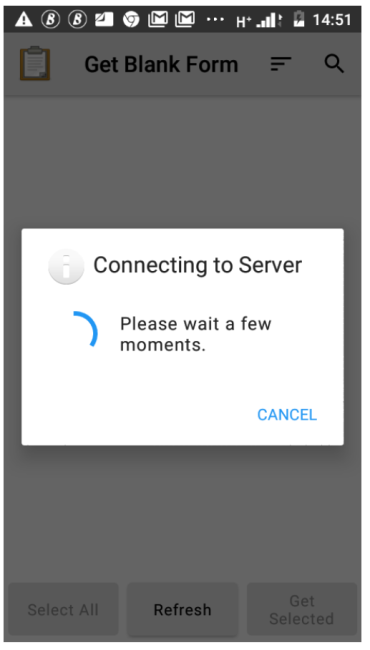 H+ 14:51
Get Blank Form
Connecting to Server
Please wait a few
moments.
CANCEL
Select All
Refresh
Get
Selected